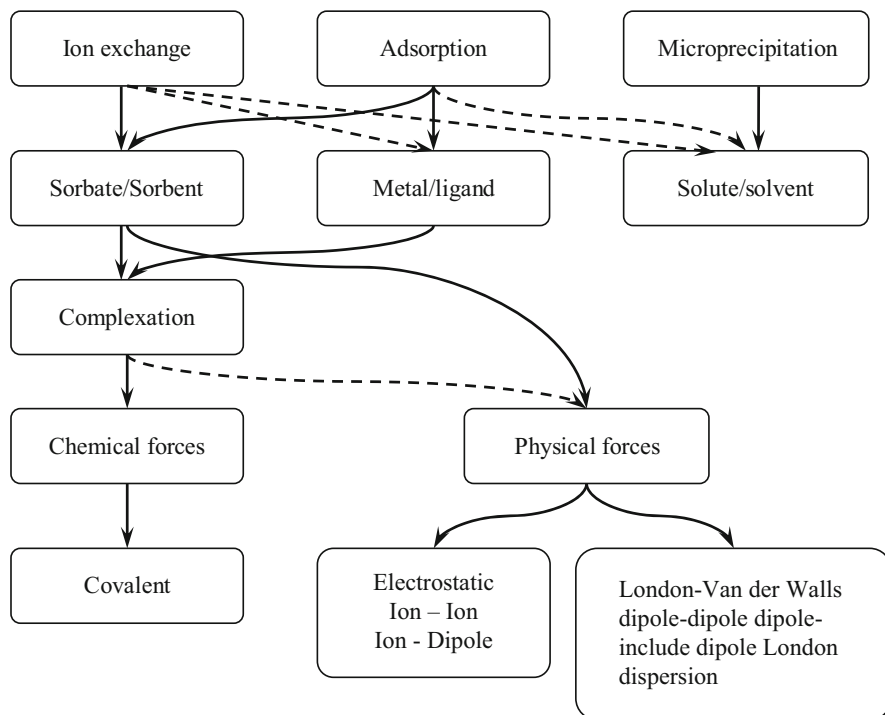 Ion exchange
Adsorption
Microprecipitation
Sorbate/Sorbent
Metal/ligand
Solute/solvent
Complexation
Chemical forces
Physical forces
Covalent
Electrostatic
Ion – Ion
Ion - Dipole
London-Van der Walls
dipole-dipole dipole-
include dipole London
dispersion